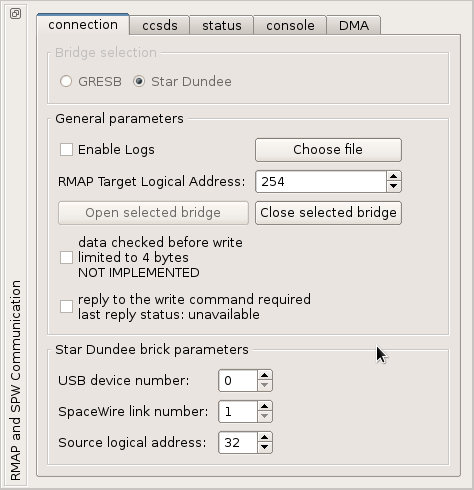 RMAP and SPW Communication
connection ccsds status console DMA
Bridge selection
GRESB Star Dundee
General parameters
Enable Logs Choose file
RMAP Target Logical Address: 254
Open selected bridge Close selected bridge
data checked before write
limited to 4 bytes
NOT IMPLEMENTED
reply to the write command required
last reply status: unavailable
Star Dundee brick parameters
USB device number: 0
SpaceWire link number: 1
Source logical address: 32